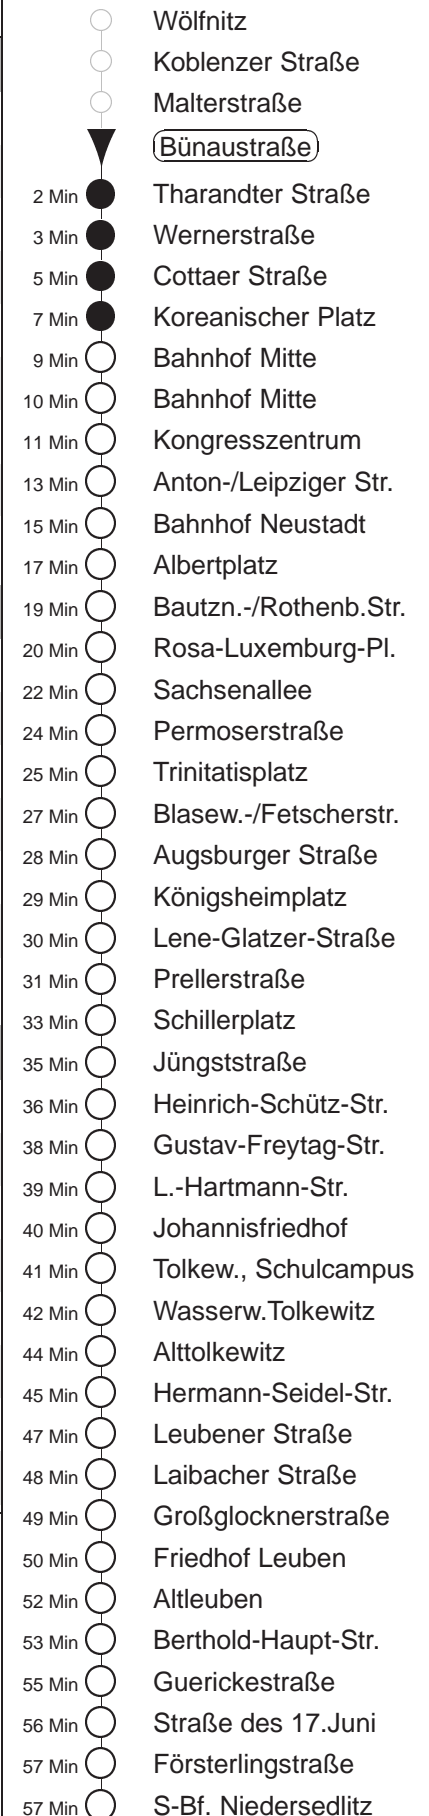 Wölfnitz
Koblenzer Straße
Malterstraße
Bünaustraße
2 Min Tharandter Straße
3 Min Wernerstraße
5 Min Cottaer Straße
7 Min Koreanischer Platz
9 Min Bahnhof Mitte
10 Min Bahnhof Mitte
11 Min Kongresszentrum
13 Min Anton-/Leipziger Str.
15 Min Bahnhof Neustadt
17 Min Albertplatz
19 Min Bautzn.-/Rothenb.Str.
20 Min Rosa-Luxemburg-Pl.
22 Min Sachsenallee
24 Min Permoserstraße
25 Min Trinitatisplatz
27 Min Blasew.-/Fetscherstr.
28 Min Augsburger Straße
29 Min Königsheimplatz
30 Min Lene-Glatzer-Straße
31 Min Prellerstraße
33 Min Schillerplatz
35 Min Jüngststraße
36 Min Heinrich-Schütz-Str.
38 Min Gustav-Freytag-Str.
39 Min L.-Hartmann-Str.
40 Min Johannisfriedhof
41 Min Tolkew., Schulcampus
42 Min Wasserw.Tolkewitz
44 Min Alttolkewitz
45 Min Hermann-Seidel-Str.
47 Min Leubener Straße
48 Min Laibacher Straße
49 Min Großglocknerstraße
50 Min Friedhof Leuben
52 Min Altleuben
53 Min Berthold-Haupt-Str.
55 Min Guerickestraße
56 Min Straße des 17.Juni
57 Min Försterlingstraße
57 Min S-Bf. Niedersedlitz